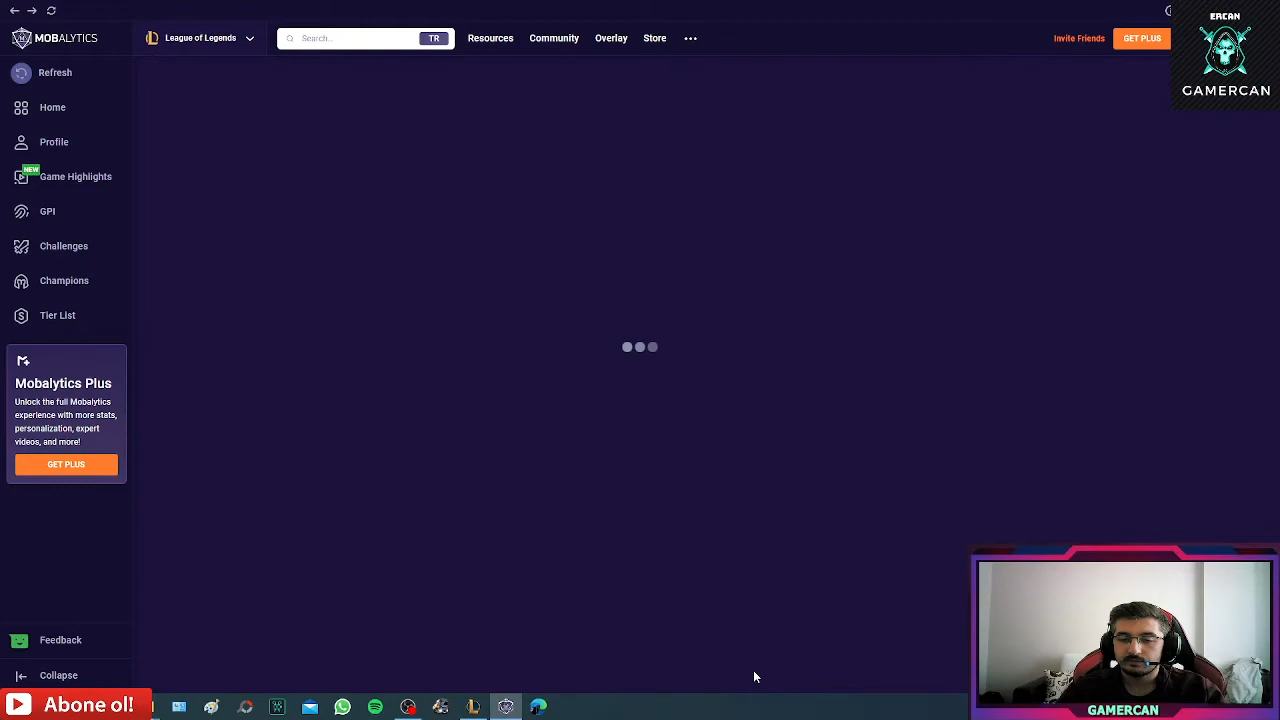 MOBALYTICS
League of Legends
Search...
TR
Resources
Community
Overlay
Store
Invite Friends
GET PLUS
ERCAN
GAMERCAN
Refresh
Home
Profile
NEW
Game Highlights
GPI
Challenges
Champions
Tier List
Mobalytics Plus
Unlock the full Mobalytics
experience with more stats,
personalization, expert
videos, and more!
GET PLUS
Feedback
Collapse
Abone ol!
GAMERCAN